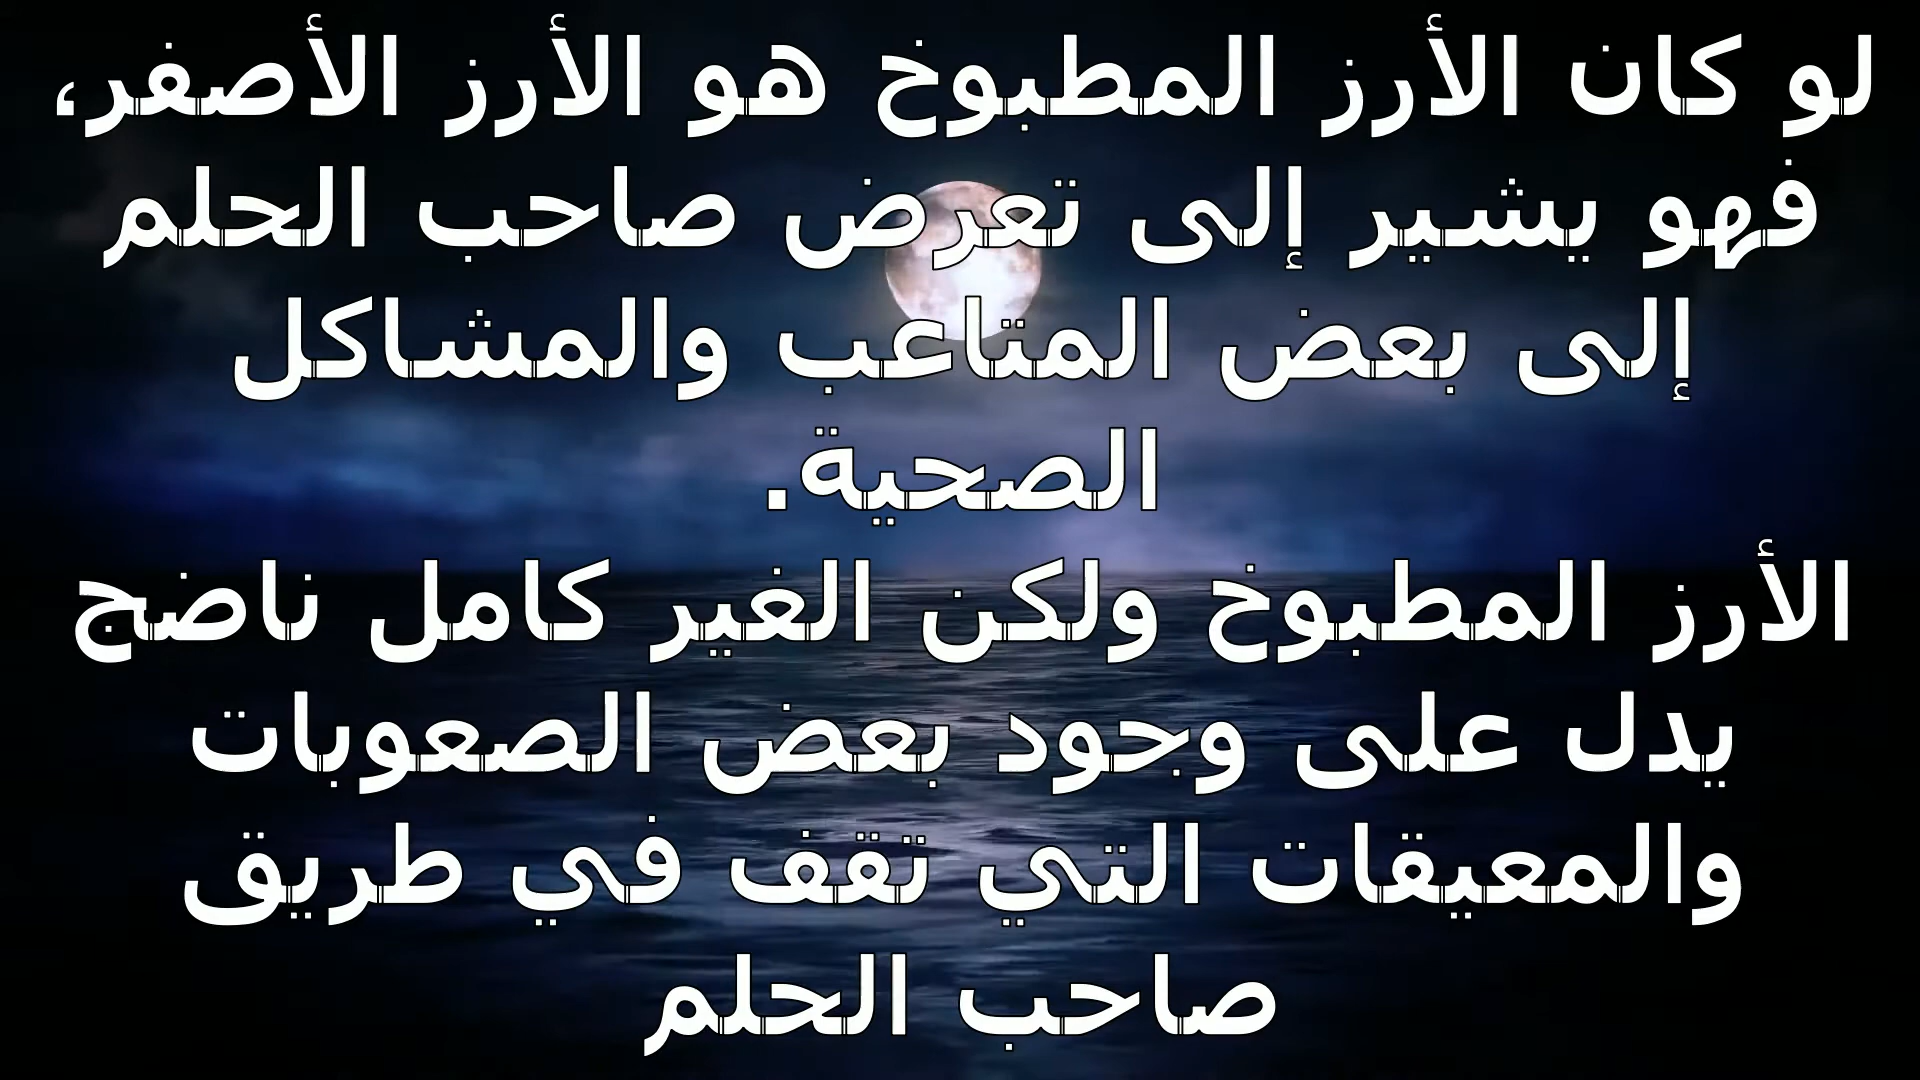 لو كان الأرز المطبوخ هو الأرز الأصفر،
فهو يشير إلى تعرض صاحب الحلم
إلى بعض المتاعب والمشاكل
الصحية.
الأرز المطبوخ ولكن الغير كامل ناضج
يدل على وجود بعض الصعوبات
والمعيقات التي تقف في طريق
صاحب الحلم